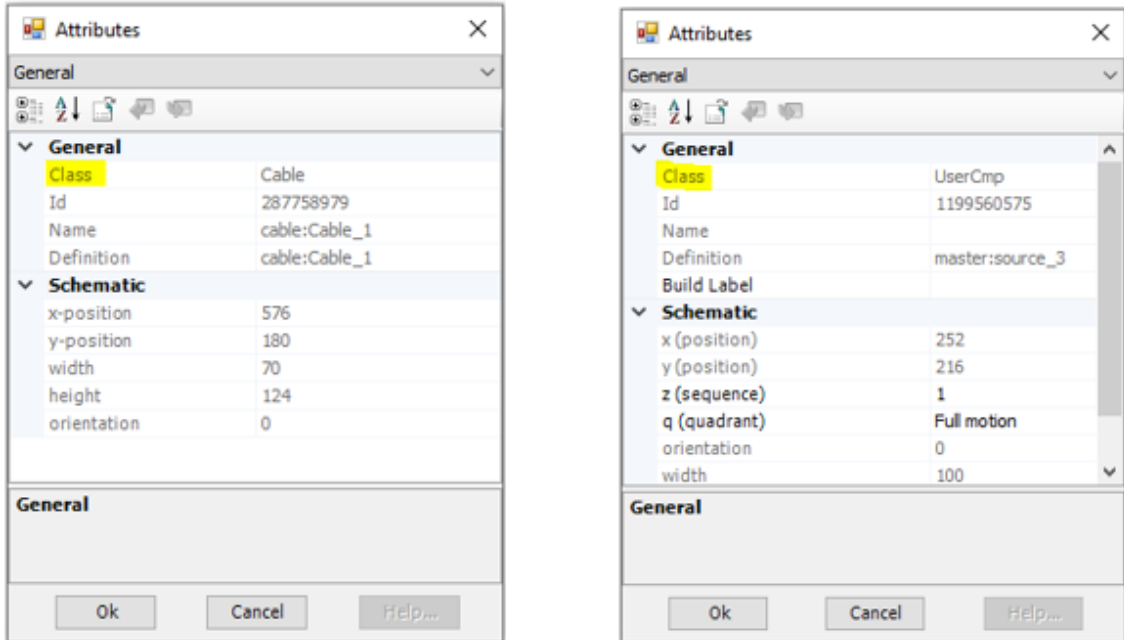 Attributes
General
General
Class Cable
Id 287758979
Name cable:Cable_1
Definition cable:Cable_1
Schematic
x-position 576
y-position 180
width 70
height 124
orientation 0
General
Ok Cancel Help...
Attributes
General
General
Class UserCmp
Id 1199560575
Name
Definition master:source_3
Build Label
Schematic
x (position) 252
y (position) 216
z (sequence) 1
q (quadrant) Full motion
orientation 0
width 100
General
Ok Cancel Help...